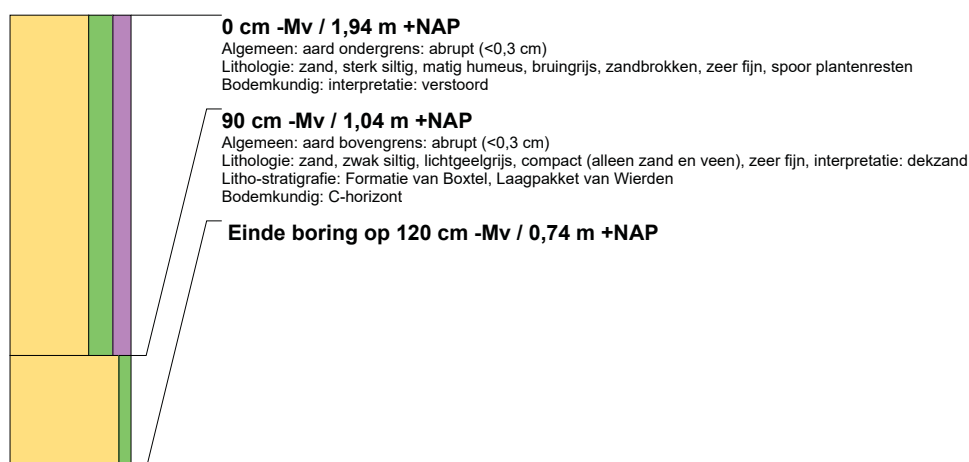 0 cm -Mv / 1,94 m +NAP
Algemeen: aard ondergrens: abrupt (<0,3 cm)
Lithologie: zand, sterk siltig, matig humeus, bruingrijs, zandbrokken, zeer fijn, spoor plantenresten
Bodemkundig: interpretatie: verstoord
90 cm -Mv / 1,04 m +NAP
Algemeen: aard bovengrens: abrupt (<0,3 cm)
Lithologie: zand, zwak siltig, lichtgeelgrijs, compact (alleen zand en veen), zeer fijn, interpretatie: dekzand
Litho-stratigrafie: Formatie van Boxtel, Laagpakket van Wierden
Bodemkundig: C-horizont
Einde boring op 120 cm -Mv / 0,74 m +NAP